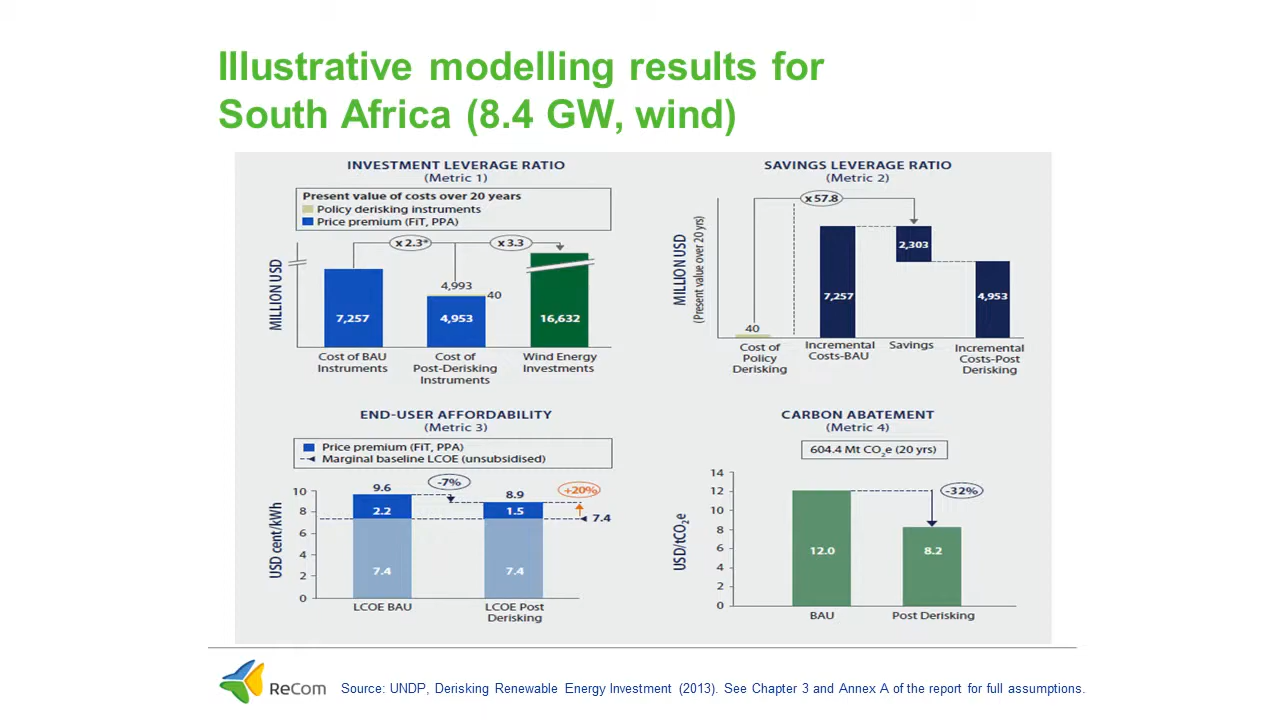 Illustrative modelling results for
South Africa (8.4 GW, wind)
INVESTMENT LEVERAGE RATIO
(Metric 1)
Present value of costs over 20 years
Policy derisking instruments
Price premium (FiT, PPA)
x 2.3*
x 3.3
MILLION USD
4,993
40
7,257
4,953
16,632
Cost of BAU
Instruments
Cost of
Post-Derisking
Instruments
Wind Energy
Investments
SAVINGS LEVERAGE RATIO
(Metric 2)
x 57.8
MILLION USD
(Present value over 20 yrs)
2,303
7,257
4,953
40
Cost of
Policy
Derisking
Incremental
Costs-BAU
Savings
Incremental
Costs-Post
Derisking
END-USER AFFORDABILITY
(Metric 3)
Price premium (FiT, PPA)
Marginal baseline LCOE (unsubsidised)
USD cent/kWh
10
8
6
4
2
0
9.6
-7%
8.9
+20%
2.2
1.5
7.4
7.4
7.4
LCOE BAU
LCOE Post
Derisking
CARBON ABATEMENT
(Metric 4)
604.4 Mt CO2e (20 yrs)
USD/tCO2e
14
12
10
8
6
4
2
0
-32%
12.0
8.2
BAU
Post Derisking
ReCom
Source: UNDP, Derisking Renewable Energy Investment (2013). See Chapter 3 and Annex A of the report for full assumptions.